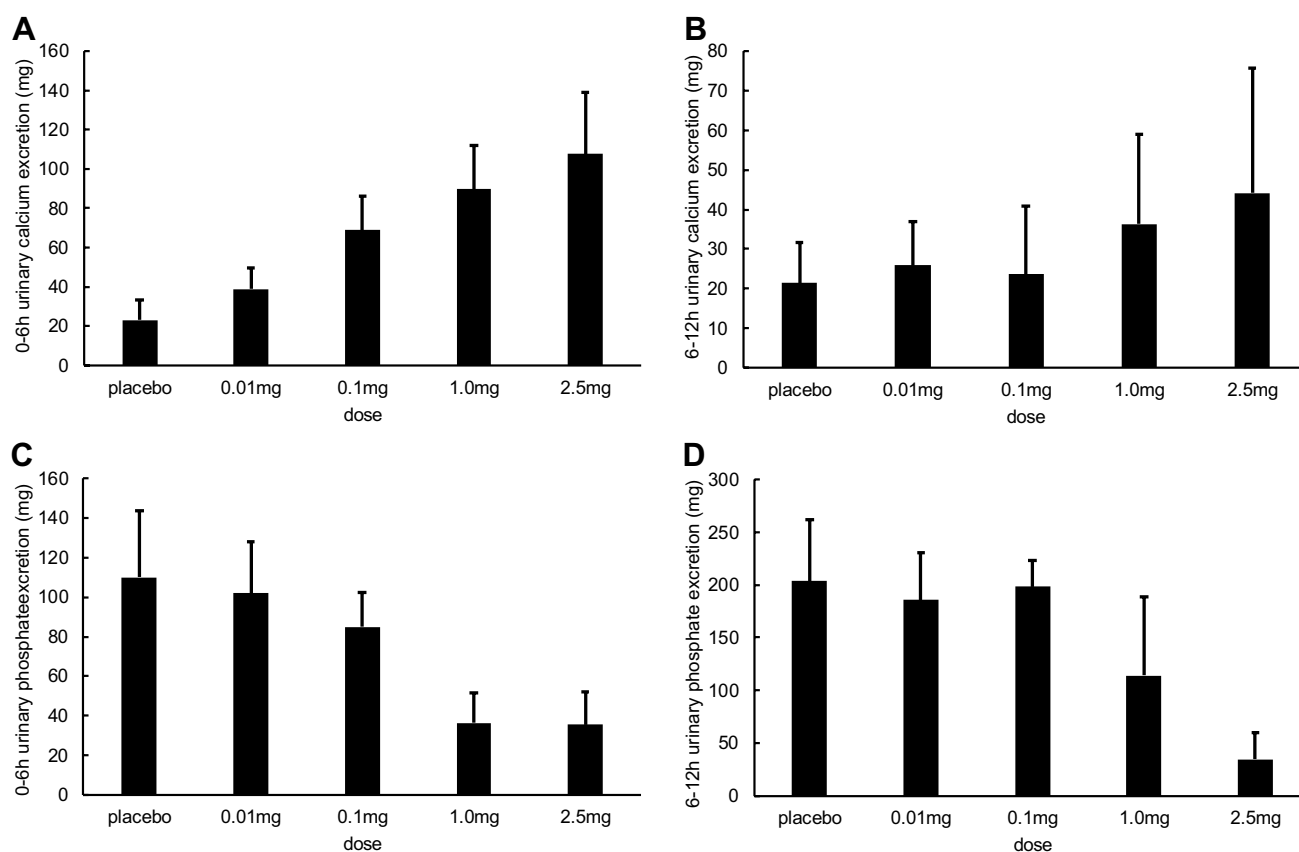 A
0-6h urinary calcium excretion (mg)
160
140
120
100
80
60
40
20
0
placebo 0.01mg 0.1mg 1.0mg 2.5mg
dose
B
6-12h urinary calcium excretion (mg)
80
70
60
50
40
30
20
10
0
placebo 0.01mg 0.1mg 1.0mg 2.5mg
dose
C
0-6h urinary phosphateexcretion (mg)
160
140
120
100
80
60
40
20
0
placebo 0.01mg 0.1mg 1.0mg 2.5mg
dose
D
6-12h urinary phosphate excretion (mg)
300
250
200
150
100
50
0
placebo 0.01mg 0.1mg 1.0mg 2.5mg
dose